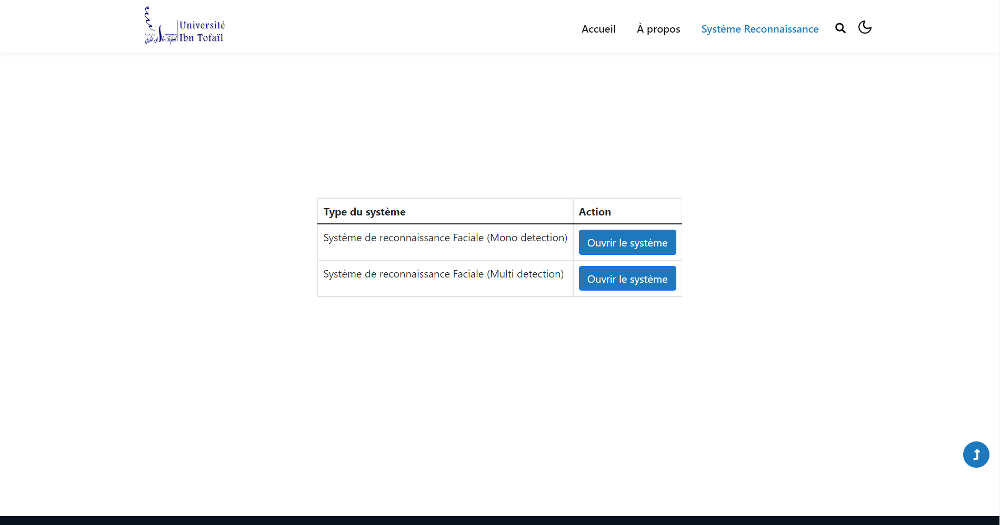 Université
Ibn Tofaïl
Accueil
À propos
Système Reconnaissance
Type du système
Action
Système de reconnaissance Faciale (Mono detection)
Ouvrir le système
Système de reconnaissance Faciale (Multi detection)
Ouvrir le système